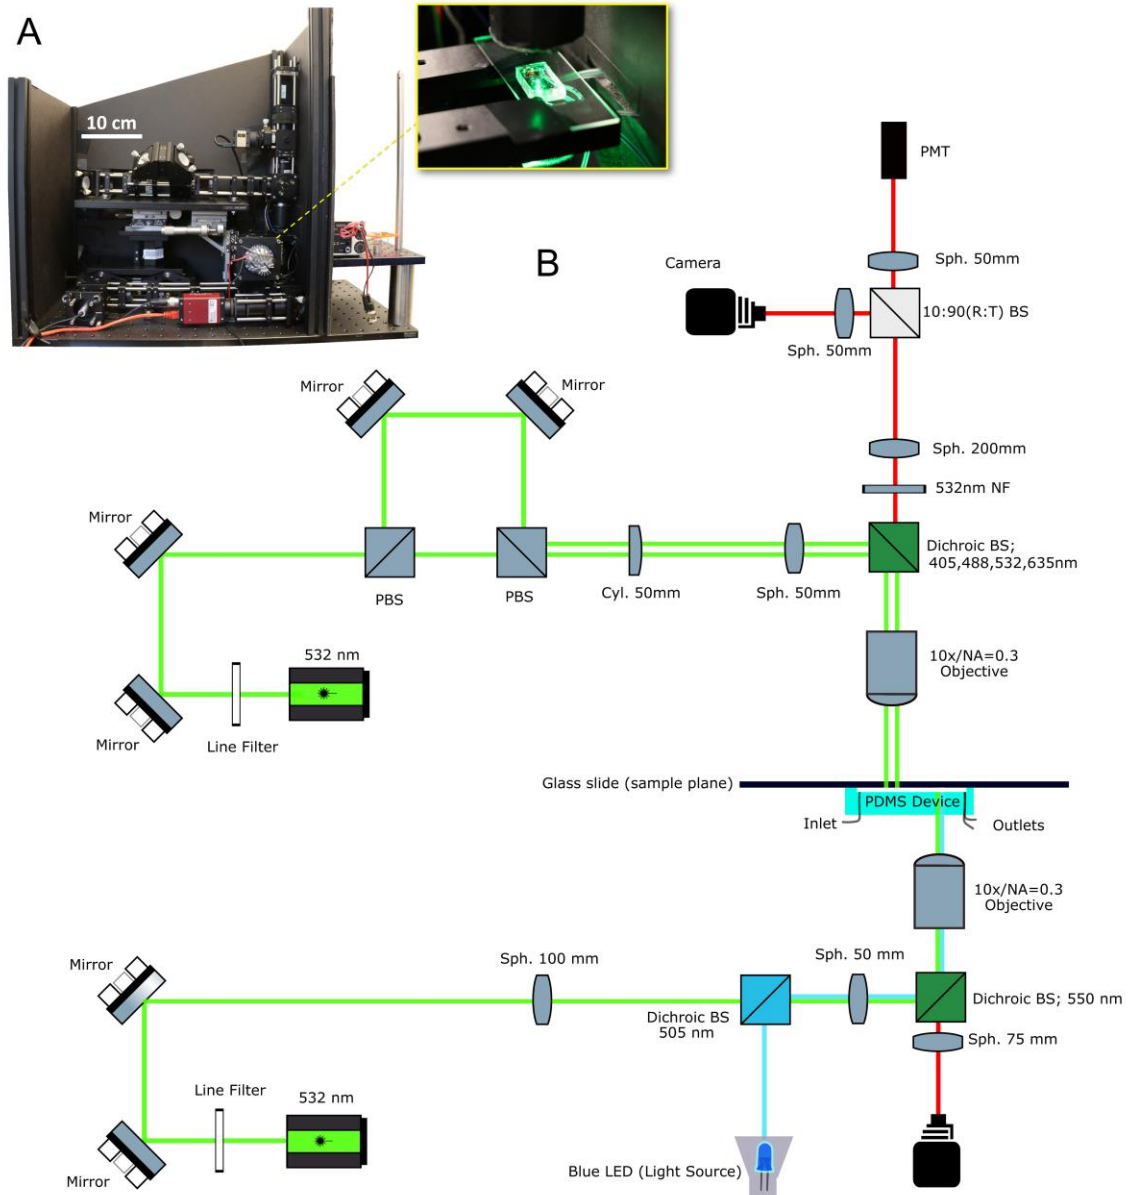 A
10 cm
B
PMT
Sph. 50mm
Camera
10:90(R:T) BS
Sph. 50mm
Mirror
Mirror
Sph. 200mm
532nm NF
Mirror
Dichroic BS;
405,488,532,635nm
PBS
PBS
Cyl. 50mm
Sph. 50mm
532 nm
10x/NA=0.3
Objective
Mirror
Line Filter
Glass slide (sample plane)
PDMS Device
Inlet
Outlets
10x/NA=0.3
Objective
Mirror
Sph. 100 mm
Sph. 50 mm
Dichroic BS
505 nm
Dichroic BS; 550 nm
Sph. 75 mm
Line Filter
532 nm
Mirror
Blue LED (Light Source)